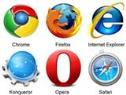 Chrome
Firefox
Internet Explorer
Konqueror
Opera
Safari